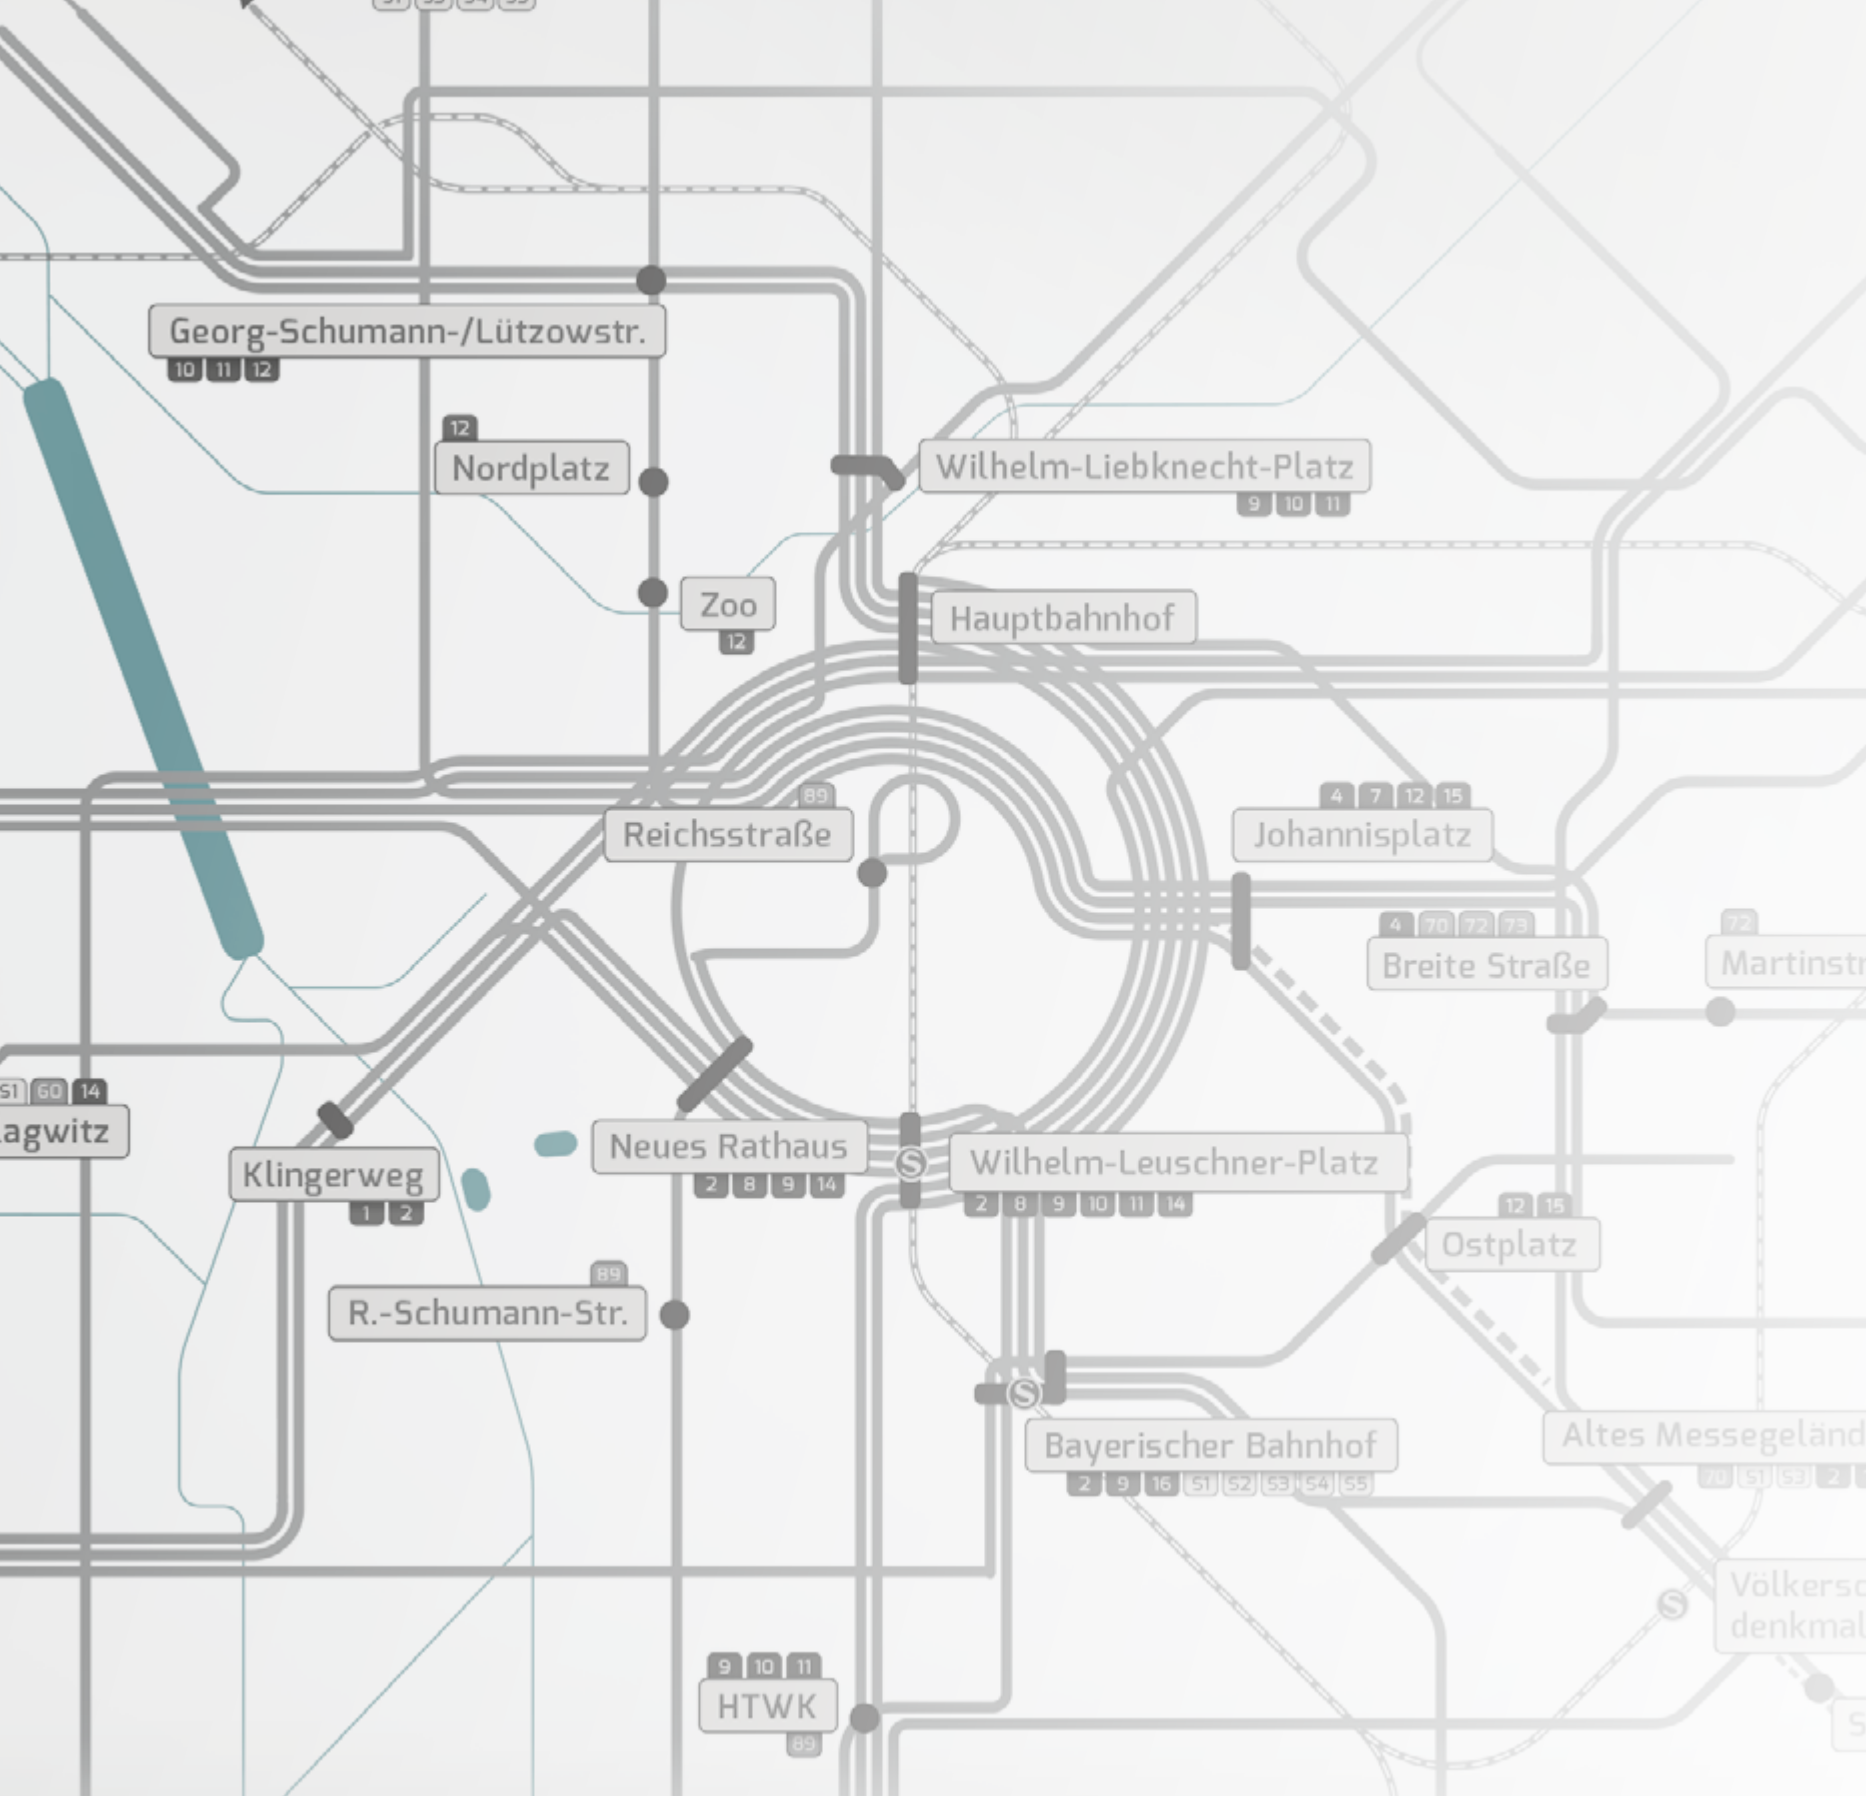 Georg-Schumann-/Lützowstr.
10 11 12
12
Nordplatz
Wilhelm-Liebknecht-Platz
9 10 11
Zoo
12
Hauptbahnhof
89
Reichsstraße
4 7 12 15
Johannisplatz
4 70 72 73
Breite Straße
72
Martinstr
S1 60 14
agwitz
Klingerweg
1 2
Neues Rathaus
2 8 9 14
S
Wilhelm-Leuschner-Platz
2 8 9 10 11 14
12 15
Ostplatz
89
R.-Schumann-Str.
S
Bayerischer Bahnhof
2 9 16 S1 S2 S3 S4 S5
Altes Messegeländ
70 S1 S3 2
S
Völkersc
denkmal
9 10 11
HTWK
89
S